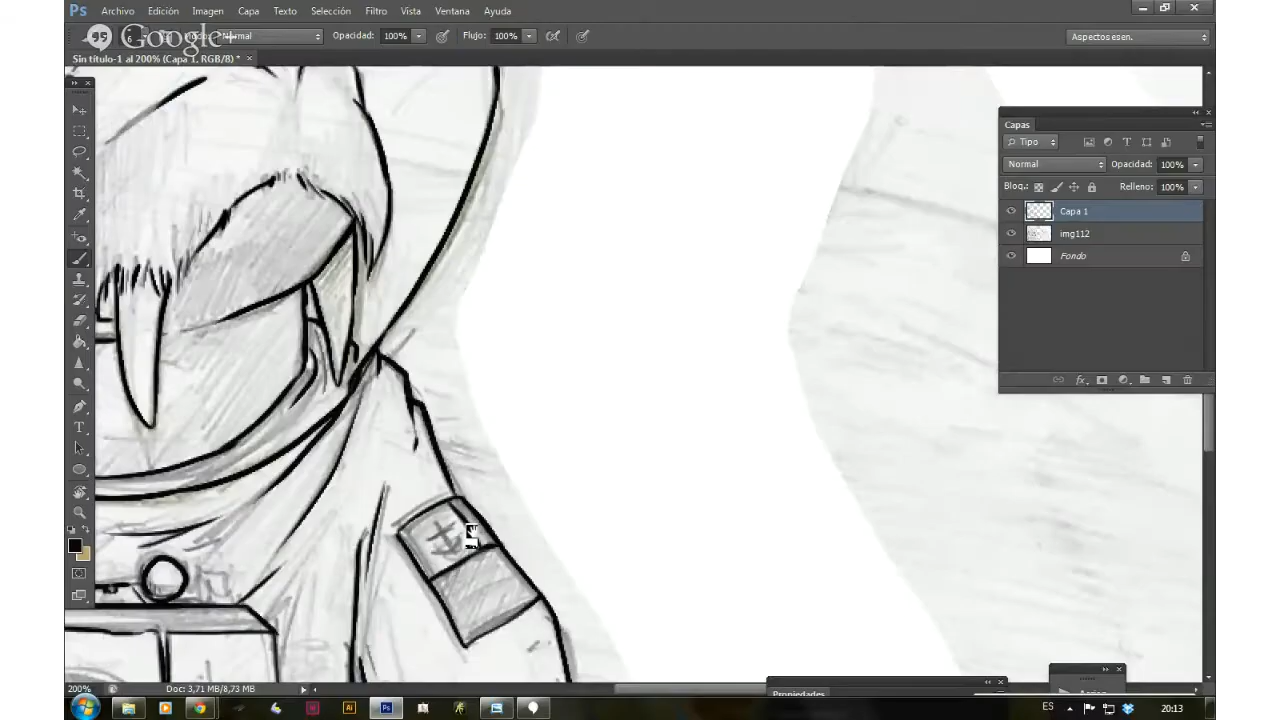 Ps Archivo Edición Imagen Capa Texto Selección Filtro Vista Ventana Ayuda
Google+
6 Normal Opacidad: 100% Flujo: 100% Aspectos esen.
Sin título-1 al 200% (Capa 1, RGB/8) * ×
Capas
Tipo
Normal Opacidad: 100%
Bloq.: Relleno: 100%
Capa 1
img112
Fondo
200% Doc: 3,71 MB/8,73 MB
Propiedades
ES 20:13